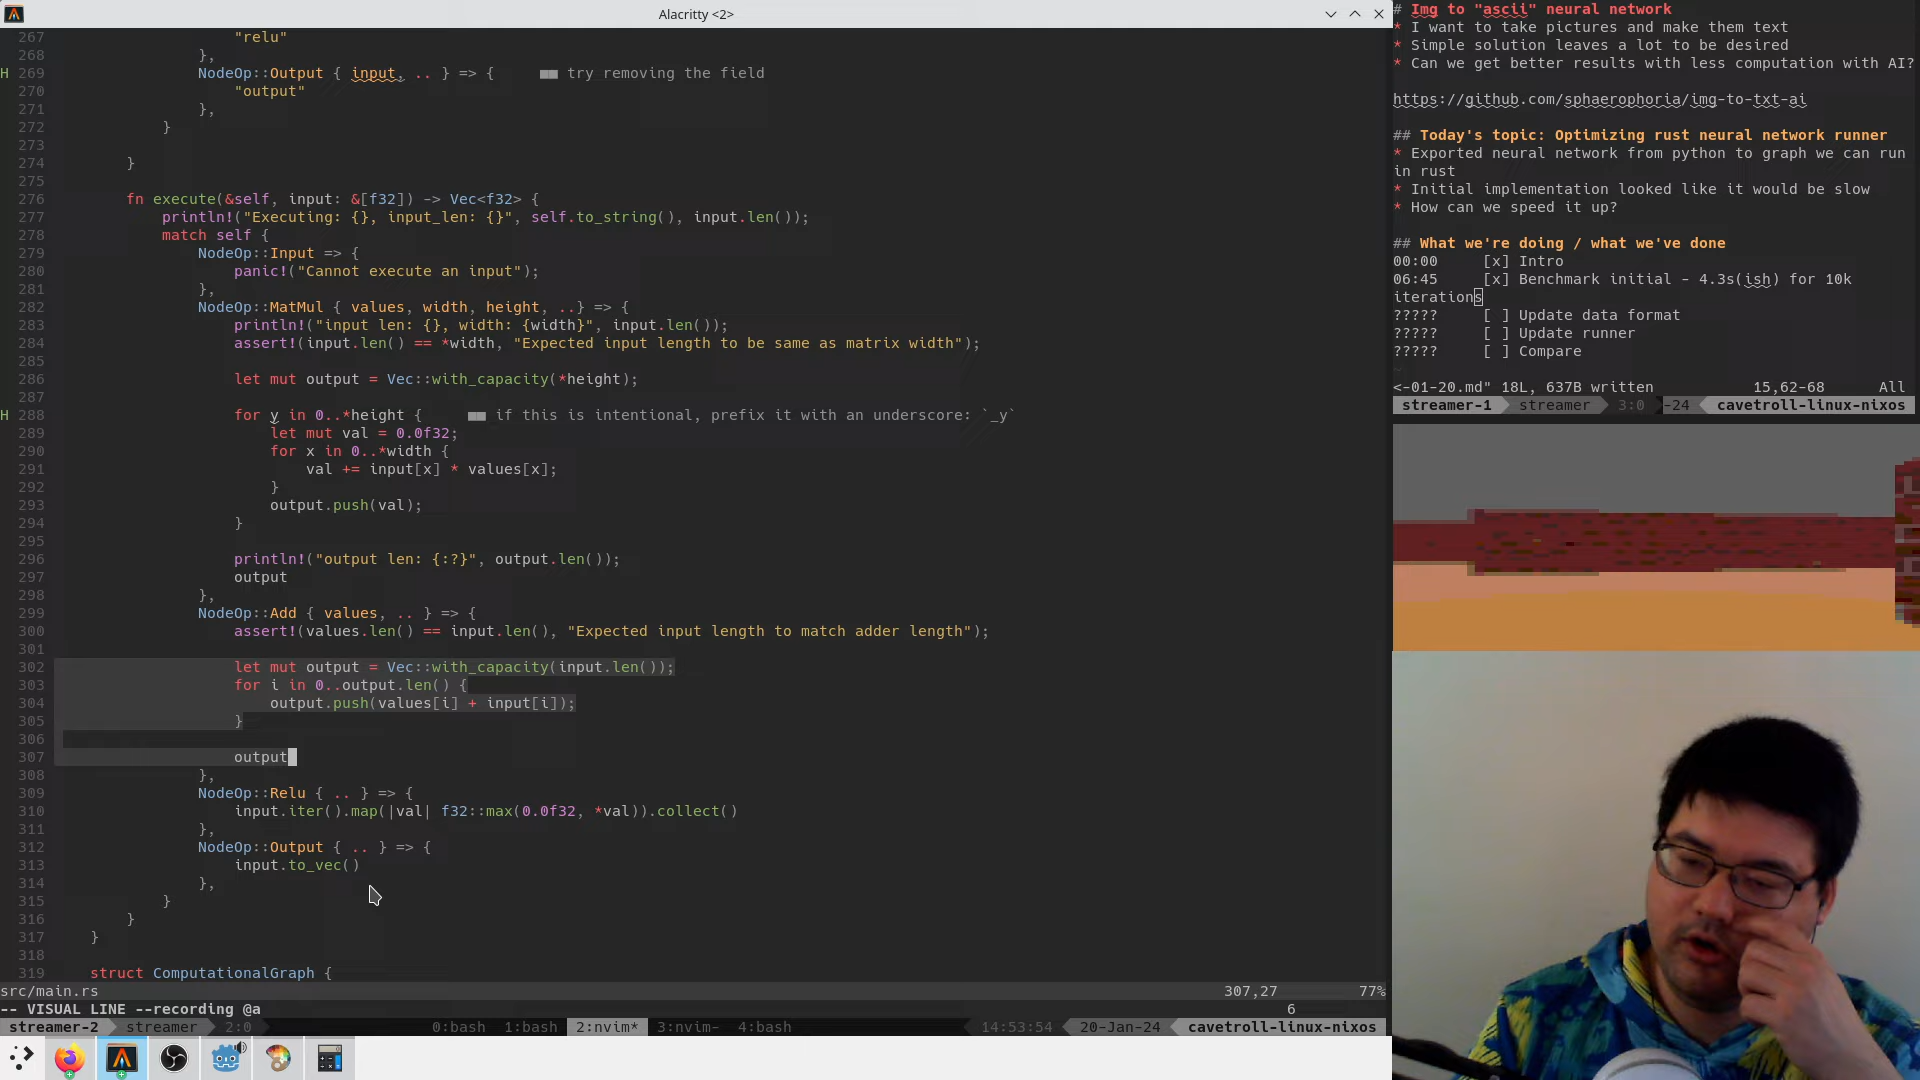 Alacritty <2>
267 "relu"
268 },
H 269 NodeOp::Output { input, .. } => { ■■ try removing the field
270 "output"
271 },
272 }
273
274 }
275
276 fn execute(&self, input: &[f32]) -> Vec<f32> {
277 println!("Executing: {}, input_len: {}", self.to_string(), input.len());
278 match self {
279 NodeOp::Input => {
280 panic!("Cannot execute an input");
281 },
282 NodeOp::MatMul { values, width, height, ..} => {
283 println!("input len: {}, width: {width}", input.len());
284 assert!(input.len() == *width, "Expected input length to be same as matrix width");
285
286 let mut output = Vec::with_capacity(*height);
287
H 288 for y in 0..*height { ■■ if this is intentional, prefix it with an underscore: `_y`
289 let mut val = 0.0f32;
290 for x in 0..*width {
291 val += input[x] * values[x];
292 }
293 output.push(val);
294 }
295
296 println!("output len: {:?}", output.len());
297 output
298 },
299 NodeOp::Add { values, .. } => {
300 assert!(values.len() == input.len(), "Expected input length to match adder length");
301
302 let mut output = Vec::with_capacity(input.len());
303 for i in 0..output.len() {
304 output.push(values[i] + input[i]);
305 }
306
307 output
308 },
309 NodeOp::Relu { .. } => {
310 input.iter().map(|val| f32::max(0.0f32, *val)).collect()
311 },
312 NodeOp::Output { .. } => {
313 input.to_vec()
314 },
315 }
316 }
317 }
318
319 struct ComputationalGraph {
src/main.rs 307,27 77%
-- VISUAL LINE --recording @a 6
streamer-2 streamer 2:0 0:bash 1:bash 2:nvim* 3:nvim- 4:bash 14:53:54 20-Jan-24 cavetroll-linux-nixos
# Img to "ascii" neural network
* I want to take pictures and make them text
* Simple solution leaves a lot to be desired
* Can we get better results with less computation with AI?
https://github.com/sphaerophoria/img-to-txt-ai
## Today's topic: Optimizing rust neural network runner
* Exported neural network from python to graph we can run
in rust
* Initial implementation looked like it would be slow
* How can we speed it up?
## What we're doing / what we've done
00:00 [x] Intro
06:45 [x] Benchmark initial - 4.3s(ish) for 10k
iterations
????? [ ] Update data format
????? [ ] Update runner
????? [ ] Compare
~
<-01-20.md" 18L, 637B written 15,62-68 All
streamer-1 streamer 3:0 -24 cavetroll-linux-nixos